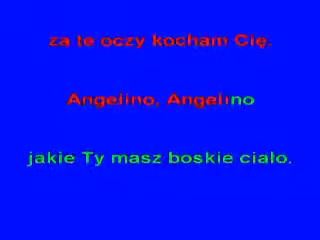 za te oczy kocham Cię.
Angelino, Angelino
jakie Ty masz boskie ciało.